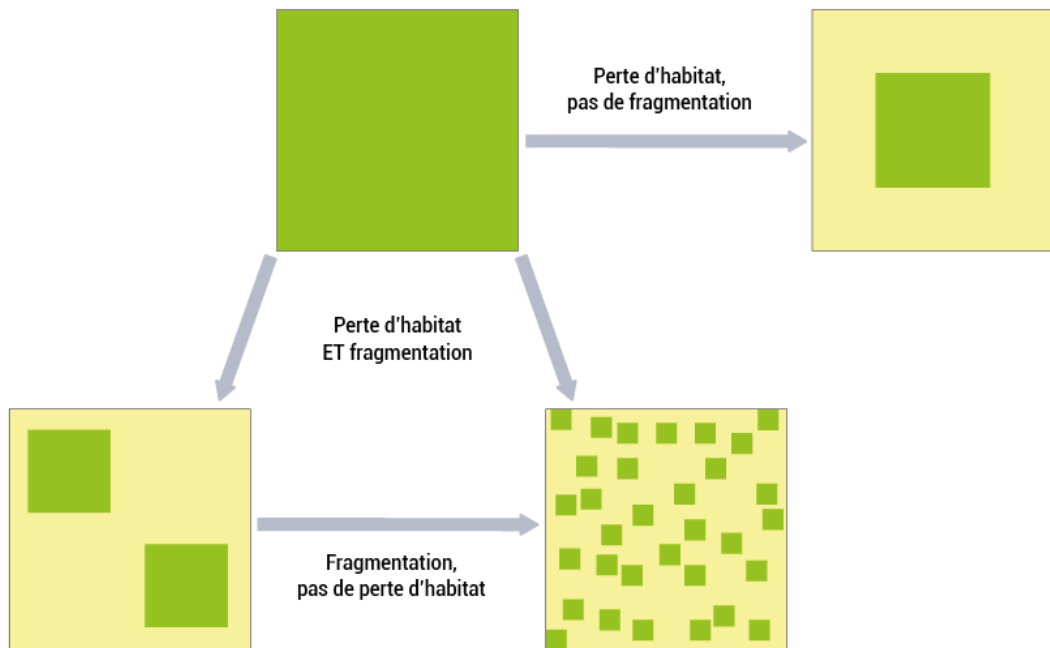 Perte d'habitat,
pas de fragmentation
Perte d'habitat
ET fragmentation
Fragmentation,
pas de perte d'habitat